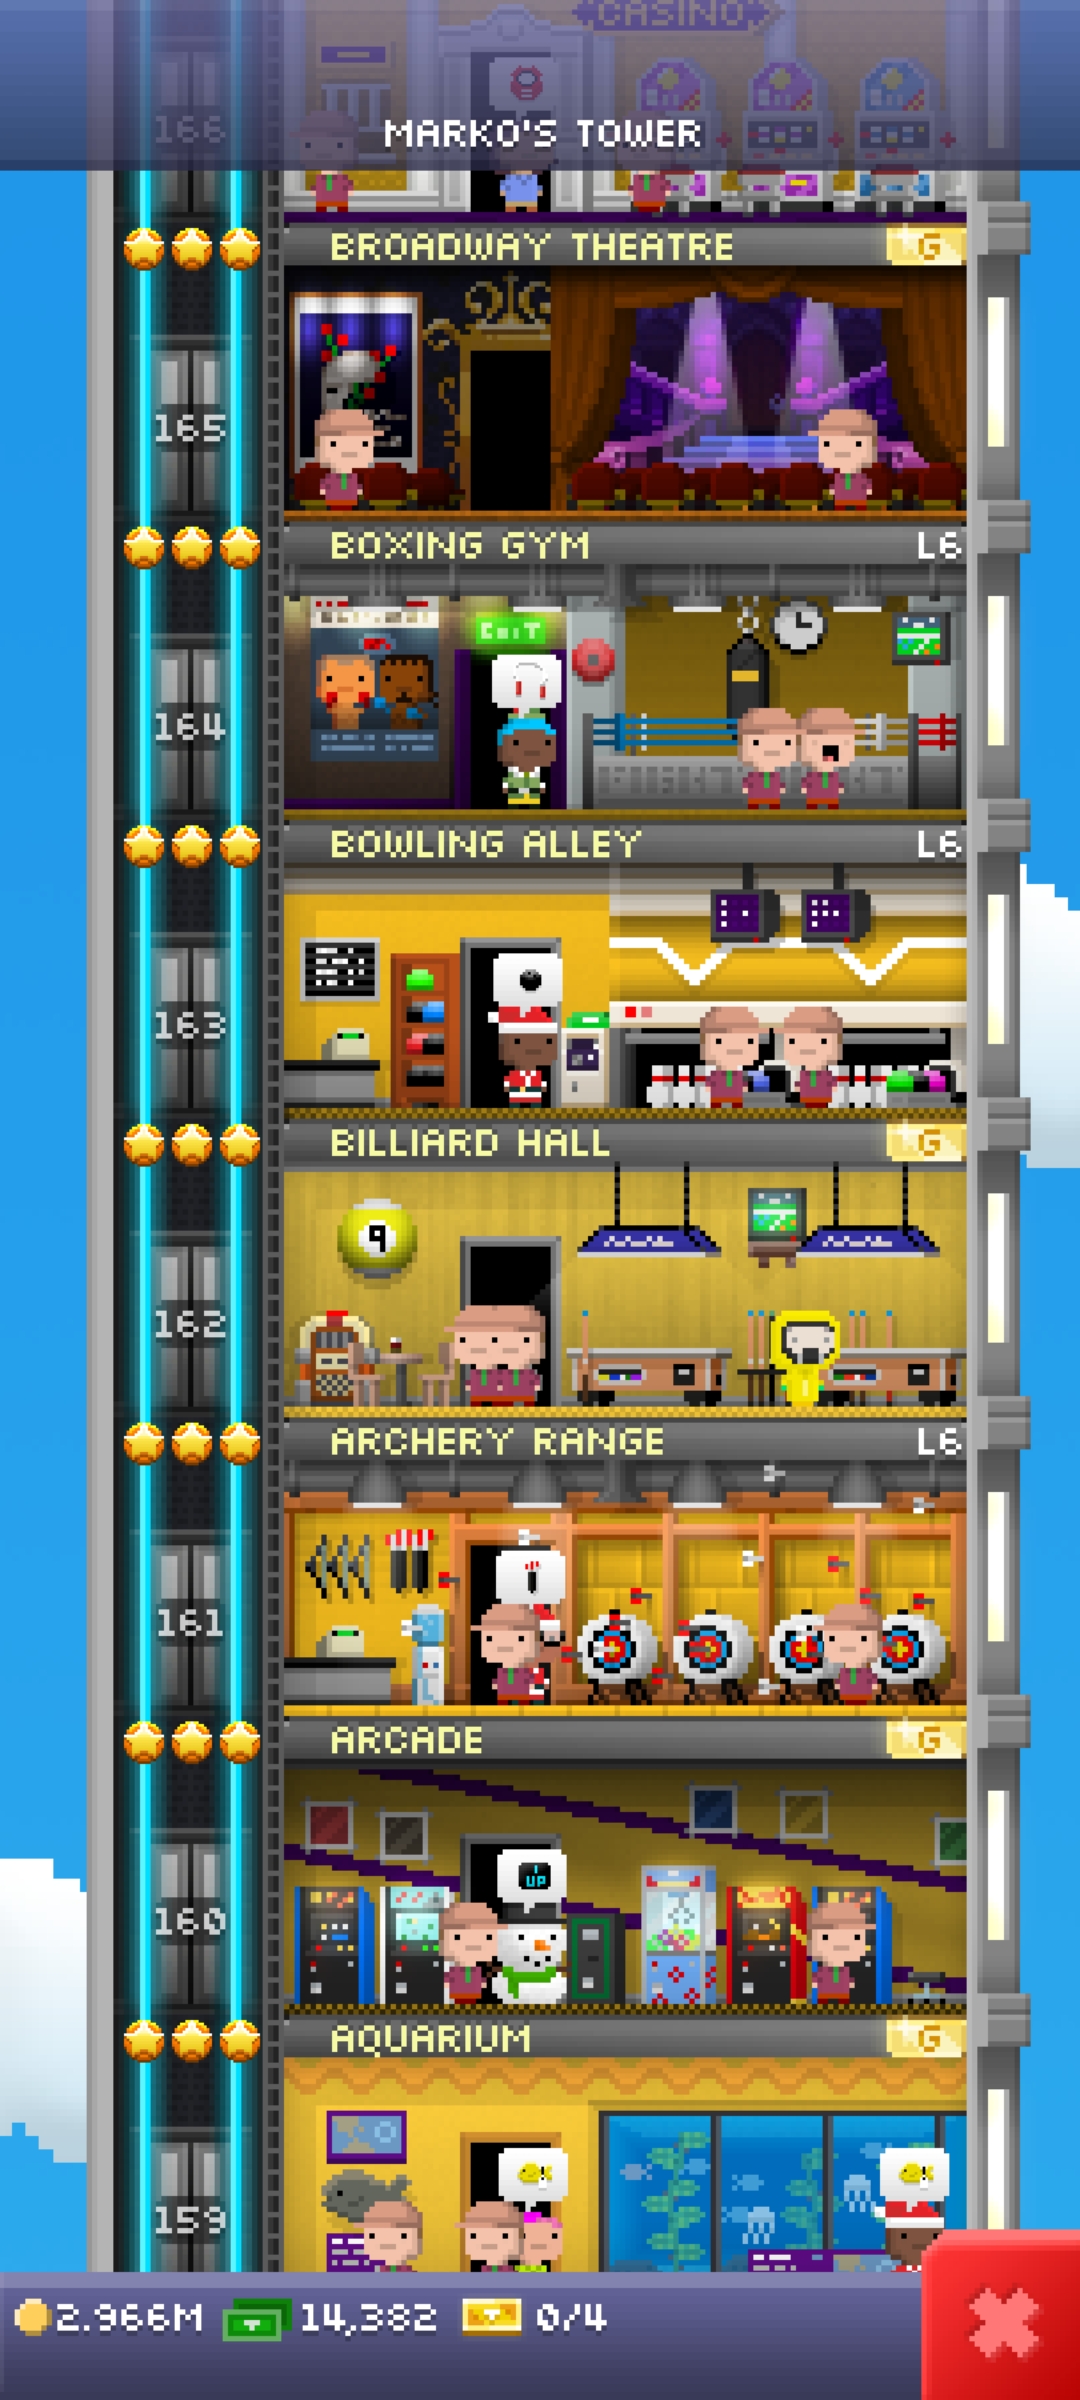 CASINO
166
MARKO'S TOWER
BROADWAY THEATRE G
165
BOXING GYM L6
EXIT
164
BOWLING ALLEY L6
163
BILLIARD HALL G
9
162
ARCHERY RANGE L6
161
ARCADE G
1
UP
160
AQUARIUM G
159
2.966M 14,382 0/4